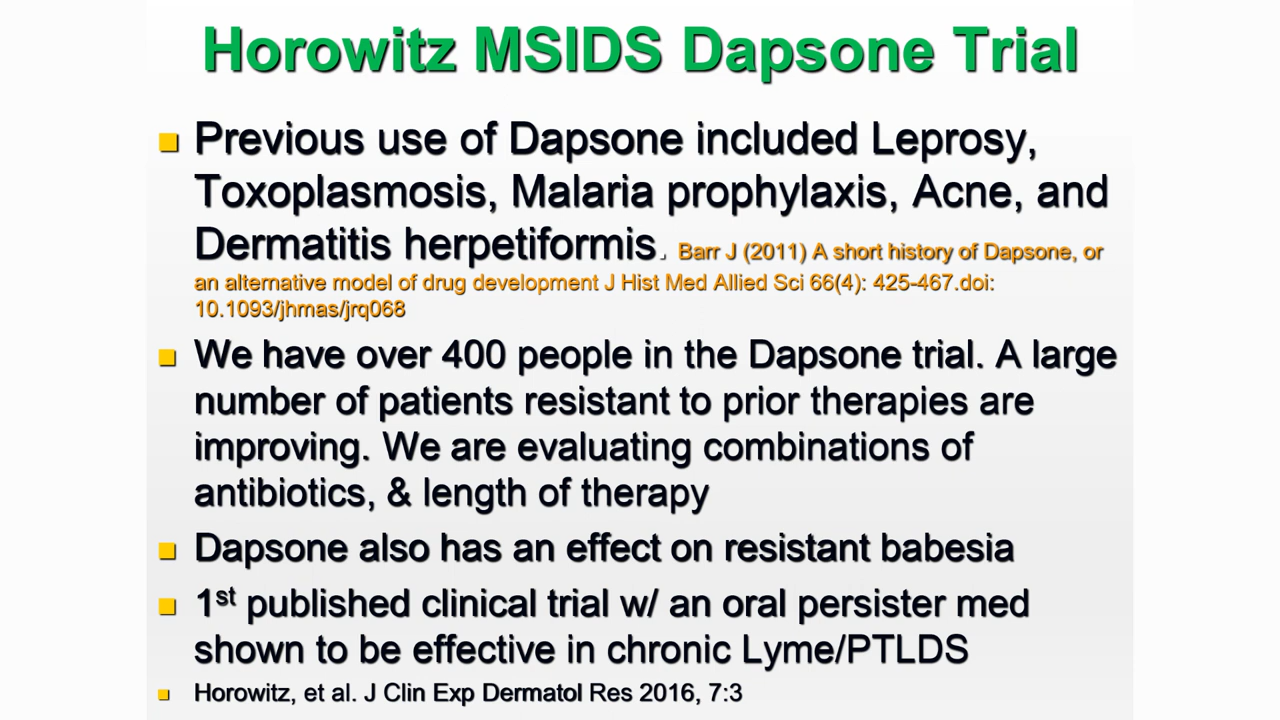 Horowitz MSIDS Dapsone Trial
Previous use of Dapsone included Leprosy,
Toxoplasmosis, Malaria prophylaxis, Acne, and
Dermatitis herpetiformis. Barr J (2011) A short history of Dapsone, or
an alternative model of drug development J Hist Med Allied Sci 66(4): 425-467.doi:
10.1093/jhmas/jrq068
We have over 400 people in the Dapsone trial. A large
number of patients resistant to prior therapies are
improving. We are evaluating combinations of
antibiotics, & length of therapy
Dapsone also has an effect on resistant babesia
1st published clinical trial w/ an oral persister med
shown to be effective in chronic Lyme/PTLDS
Horowitz, et al. J Clin Exp Dermatol Res 2016, 7:3